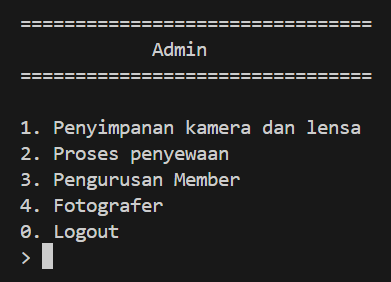 ================================
Admin
================================
1. Penyimpanan kamera dan lensa
2. Proses penyewaan
3. Pengurusan Member
4. Fotografer
0. Logout
>